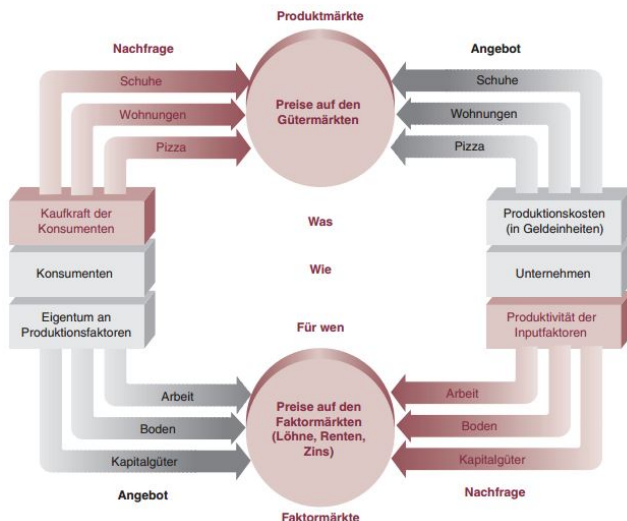 Produktmärkte
Nachfrage
Angebot
Schuhe
Wohnungen
Pizza
Preise auf den
Gütermärkten
Schuhe
Wohnungen
Pizza
Kaufkraft der
Konsumenten
Konsumenten
Eigentum an
Produktionsfaktoren
Was
Wie
Für wen
Produktionskosten
(in Geldeinheiten)
Unternehmen
Produktivität der
Inputfaktoren
Arbeit
Boden
Kapitalgüter
Preise auf den
Faktormärkten
(Löhne, Renten,
Zins)
Arbeit
Boden
Kapitalgüter
Angebot
Nachfrage
Faktormärkte